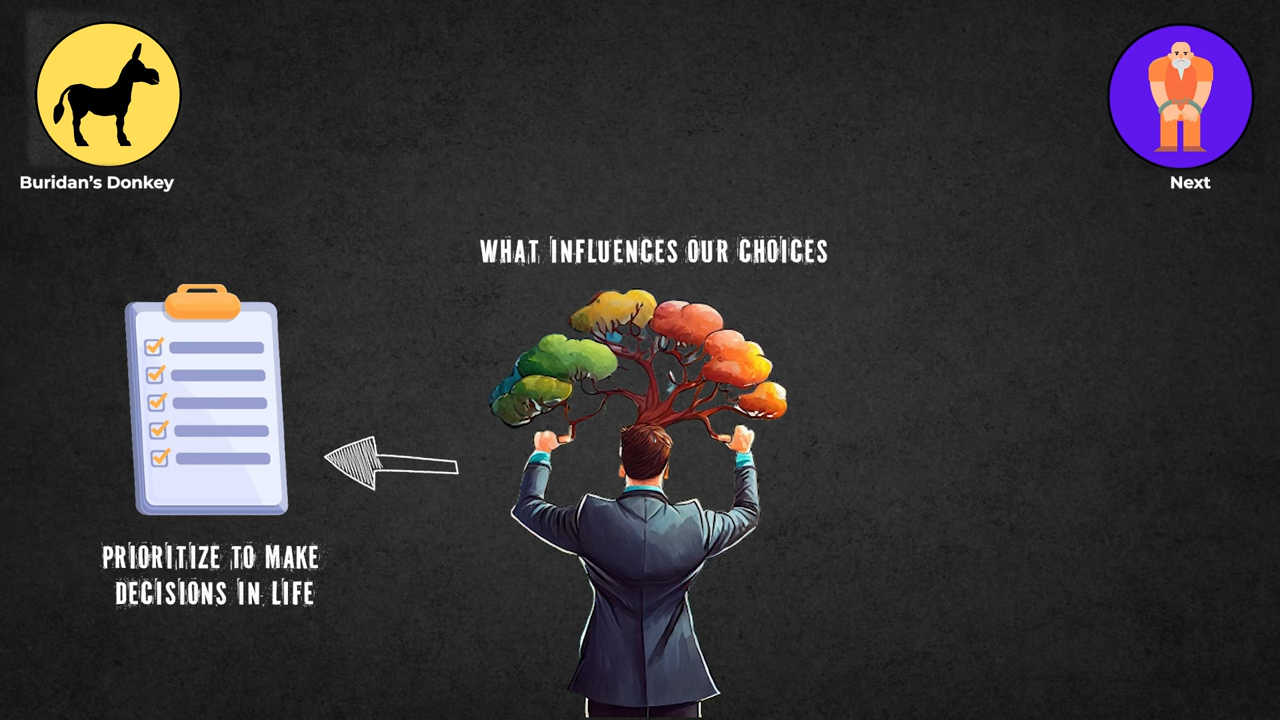 Buridan's Donkey
Next
WHAT INFLUENCES OUR CHOICES
PRIORITIZE TO MAKE
DECISIONS IN LIFE